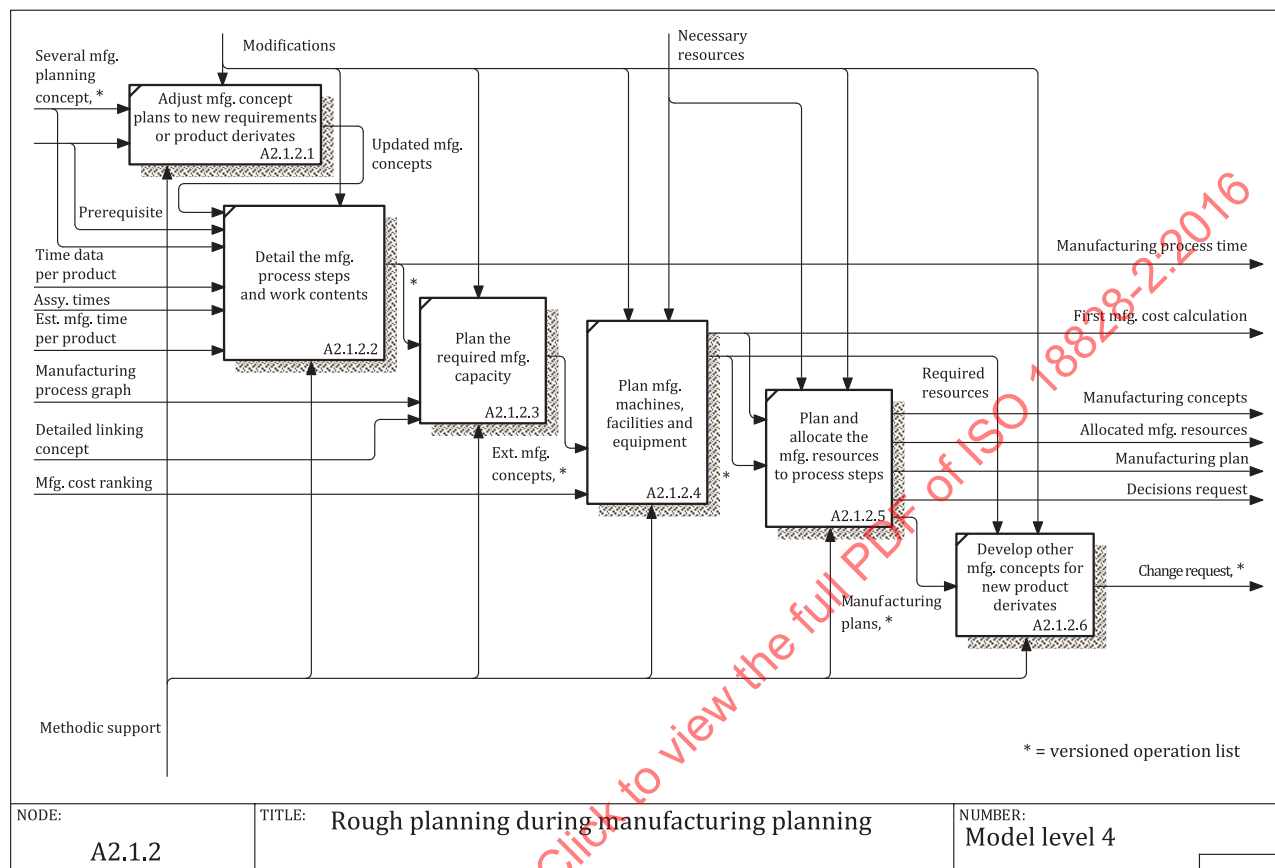 Modifications
Necessary
resources
Several mfg.
planning
concept, *
Adjust mfg. concept
plans to new requirements
or product derivates
A2.1.2.1
Updated mfg.
concepts
Prerequisite
Time data
per product
Assy. times
Est. mfg. time
per product
Detail the mfg.
process steps
and work contents
A2.1.2.2
*
Manufacturing process time
Manufacturing
process graph
Detailed linking
concept
Mfg. cost ranking
Plan the
required mfg.
capacity
A2.1.2.3
Ext. mfg.
concepts, *
Plan mfg.
machines,
facilities and
equipment
A2.1.2.4
*
First mfg. cost calculation
Required
resources
Plan and
allocate the
mfg. resources
to process steps
A2.1.2.5
Manufacturing concepts
Allocated mfg. resources
Manufacturing plan
Decisions request
Manufacturing
plans, *
Develop other
mfg. concepts for
new product
derivates
A2.1.2.6
Change request, *
Methodic support
* = versioned operation list
NODE:
A2.1.2
TITLE:
Rough planning during manufacturing planning
NUMBER:
Model level 4
Click to view the full PDF of ISO 18828-2:2016